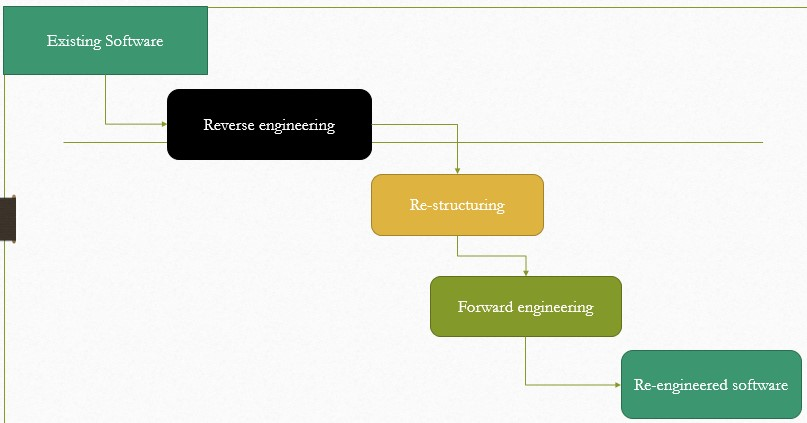 Existing Software
Reverse engineering
Re-structuring
Forward engineering
Re-engineered software